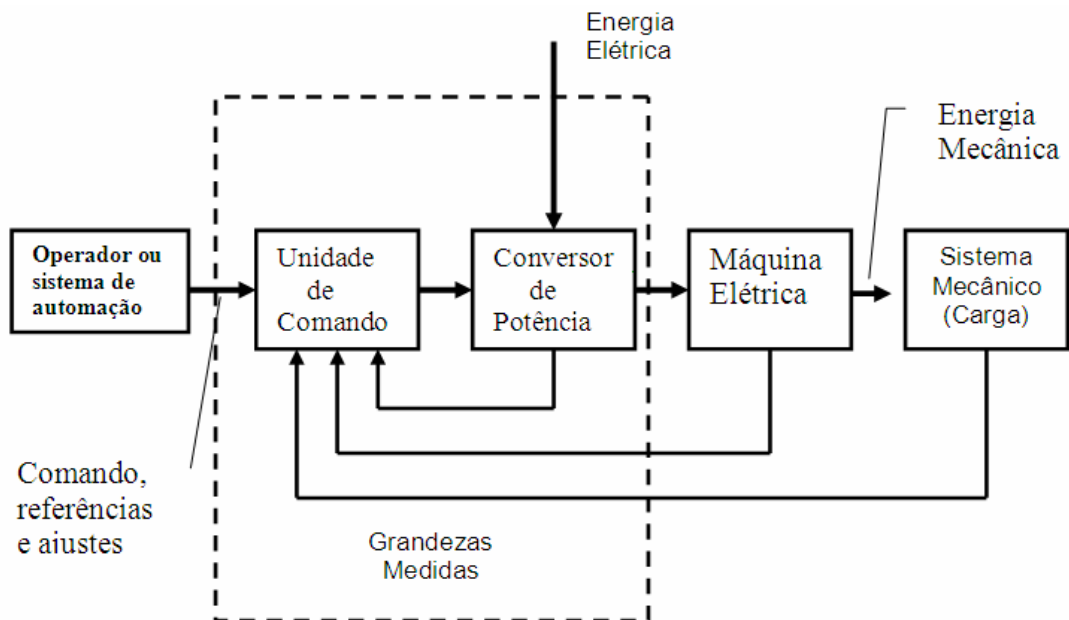 Energia
Elétrica
Energia
Mecânica
Operador ou
sistema de
automação
Unidade
de
Comando
Conversor
de
Potência
Máquina
Elétrica
Sistema
Mecânico
(Carga)
Comando,
referências
e aiustes
Grandezas
Medidas